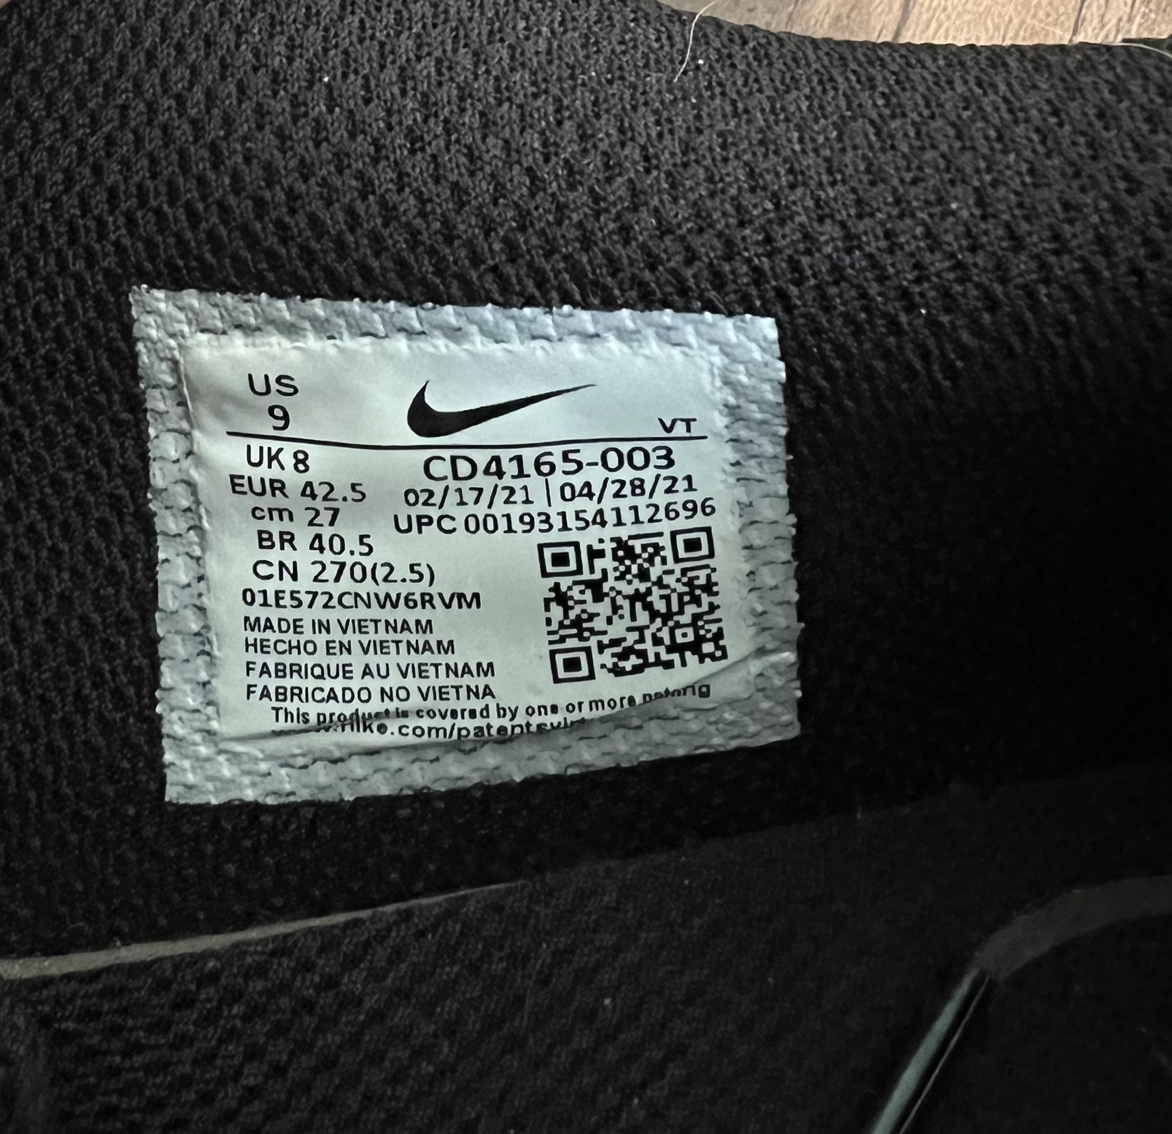 US
9
VT
UK 8
CD4165-003
EUR 42.5
02/17/21 | 04/28/21
cm 27
UPC 00193154112696
BR 40.5
CN 270(2.5)
01E572CNW6RVM
MADE IN VIETNAM
HECHO EN VIETNAM
FABRIQUE AU VIETNAM
FABRICADO NO VIETNA
This product is covered by one or more